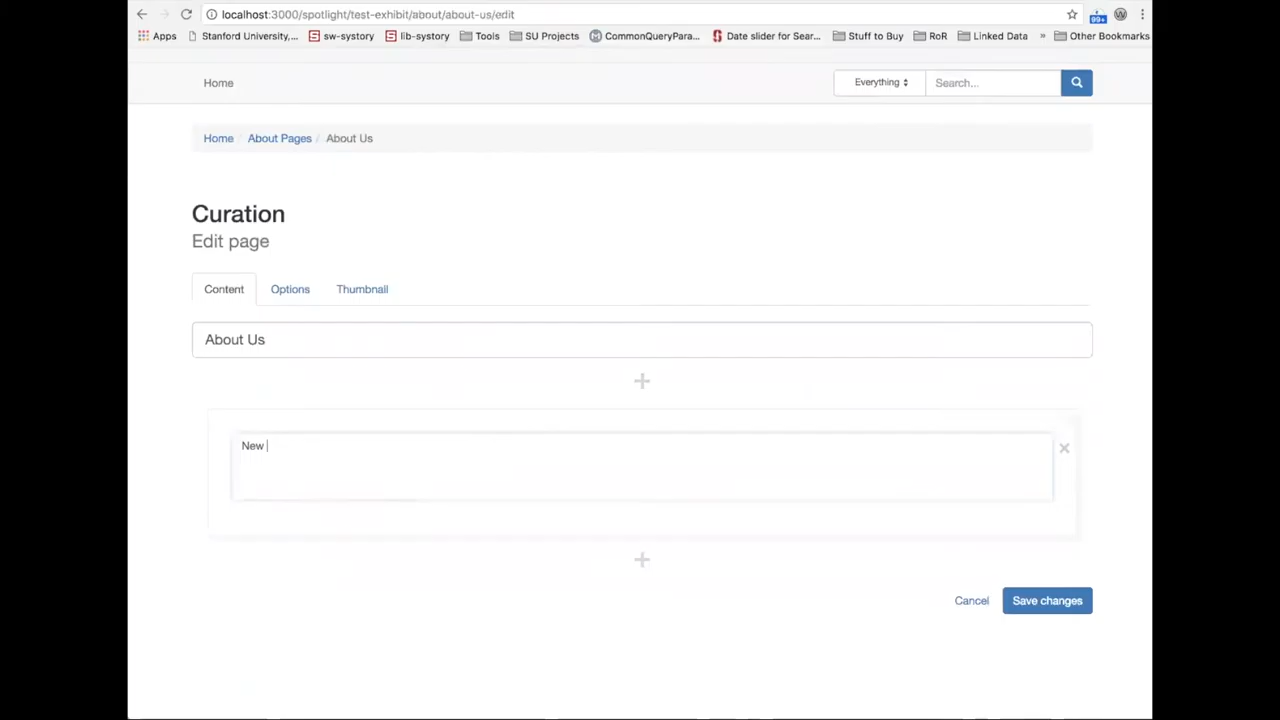 localhost:3000/spotlight/test-exhibit/about/about-us/edit
99+
Apps Stanford University,... sw-systory lib-systory Tools SU Projects CommonQueryPara... Date slider for Sear... Stuff to Buy RoR Linked Data » Other Bookmarks
Home Everything Search...
Home / About Pages / About Us
Curation
Edit page
Content Options Thumbnail
About Us
New
Cancel Save changes